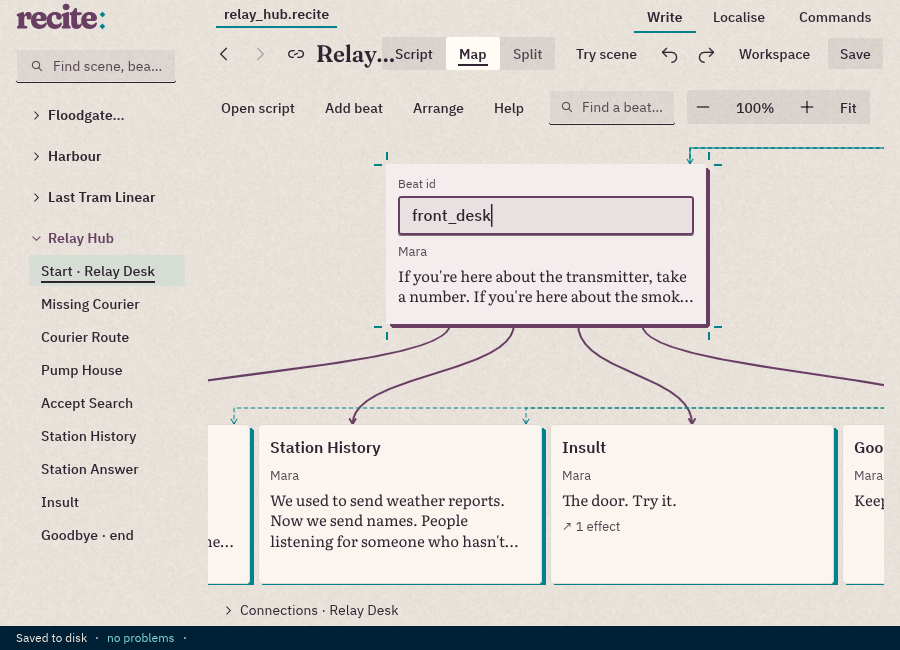 recite:
relay_hub.recite
Write
Localise
Commands
Find scene, bea...
Relay...
Script
Map
Split
Try scene
Workspace
Save
Open script
Add beat
Arrange
Help
Find a beat...
100%
Fit
Floodgate...
Harbour
Last Tram Linear
Relay Hub
Start · Relay Desk
Missing Courier
Courier Route
Pump House
Accept Search
Station History
Station Answer
Insult
Goodbye · end
Beat id
front_desk
Mara
If you're here about the transmitter, take
a number. If you're here about the smok...
Station History
Mara
We used to send weather reports.
Now we send names. People
listening for someone who hasn't...
Insult
Mara
The door. Try it.
↗ 1 effect
Mara
Connections · Relay Desk
Saved to disk · no problems ·